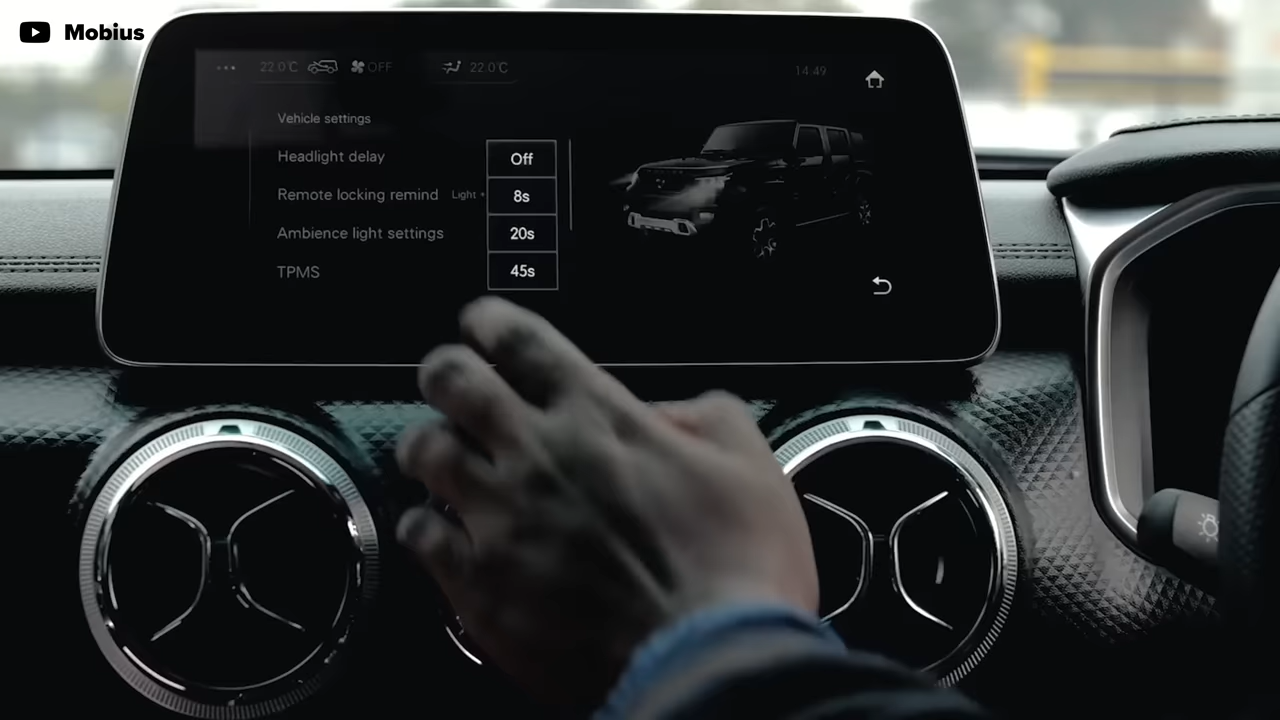 Mobius
22.0°C OFF 22.0°C 14:49
Vehicle settings
Headlight delay Off
Remote locking remind Light + 8s
Ambience light settings 20s
TPMS 45s